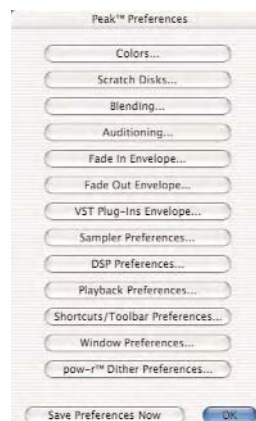 Peak™ Preferences
Colors...
Scratch Disks...
Blending...
Auditioning...
Fade In Envelope...
Fade Out Envelope...
VST Plug-Ins Envelope...
Sampler Preferences...
DSP Preferences...
Playback Preferences...
Shortcuts/Toolbar Preferences...
Window Preferences...
pow-r™ Dither Preferences...
Save Preferences Now OK